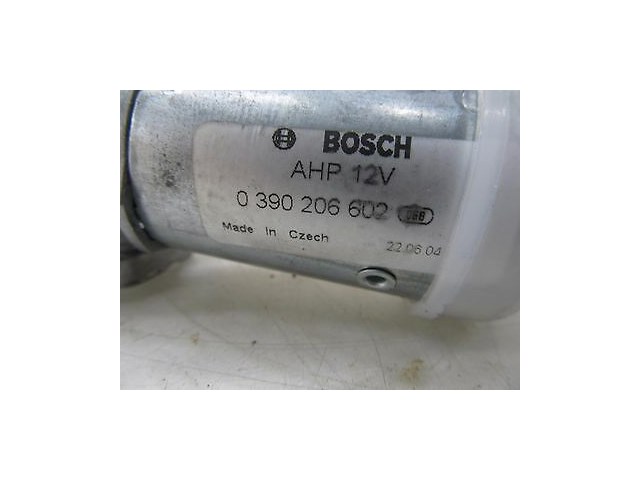 BOSCH
AHP 12V
0 390 206 602
Made In Czech
22.06.04